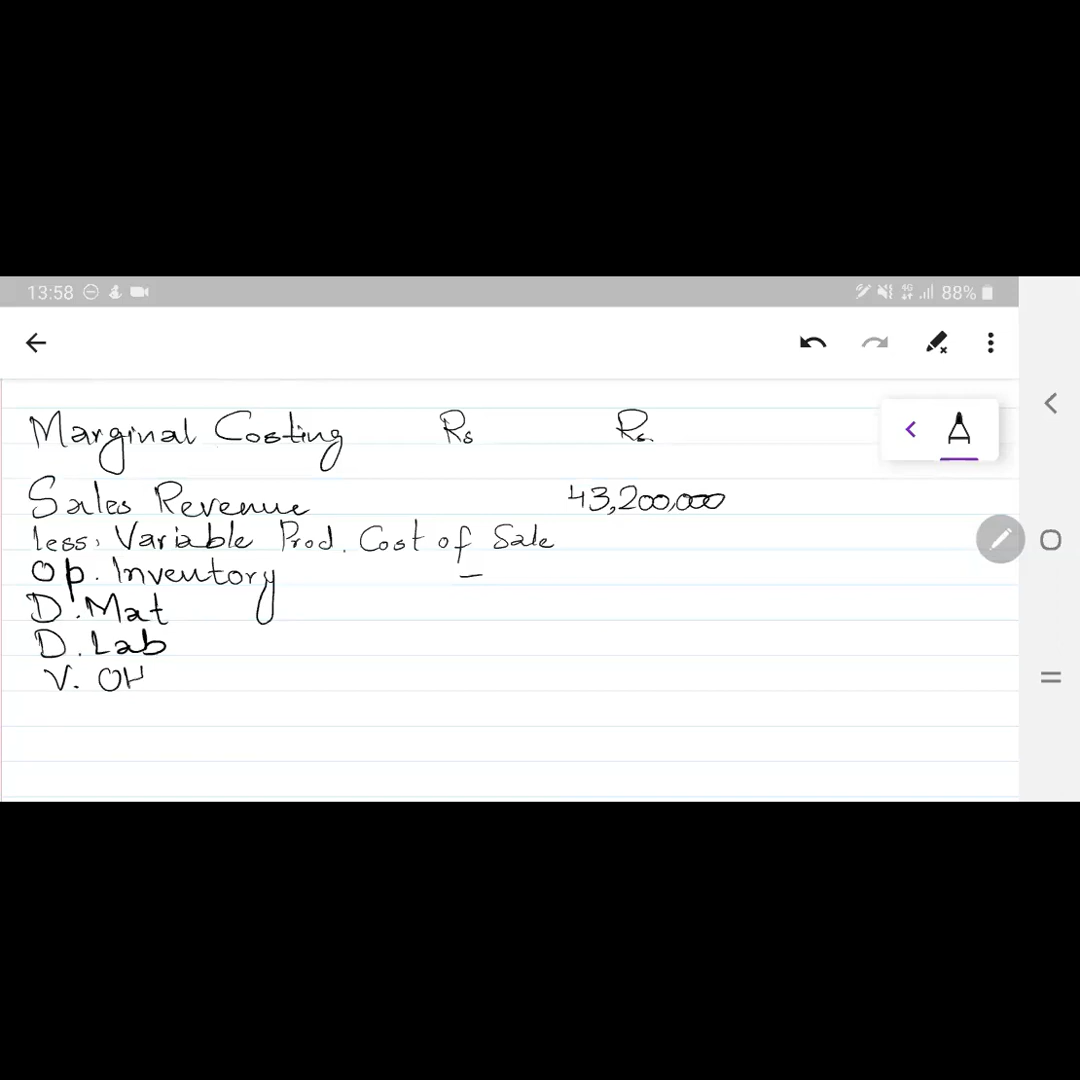 13:58 4G 88%
Marginal Costing Rs Rs
Sales Revenue 43,200,000
less: Variable Prod. Cost of Sale
Op. Inventory –
D. Mat
D. Lab
V. OH